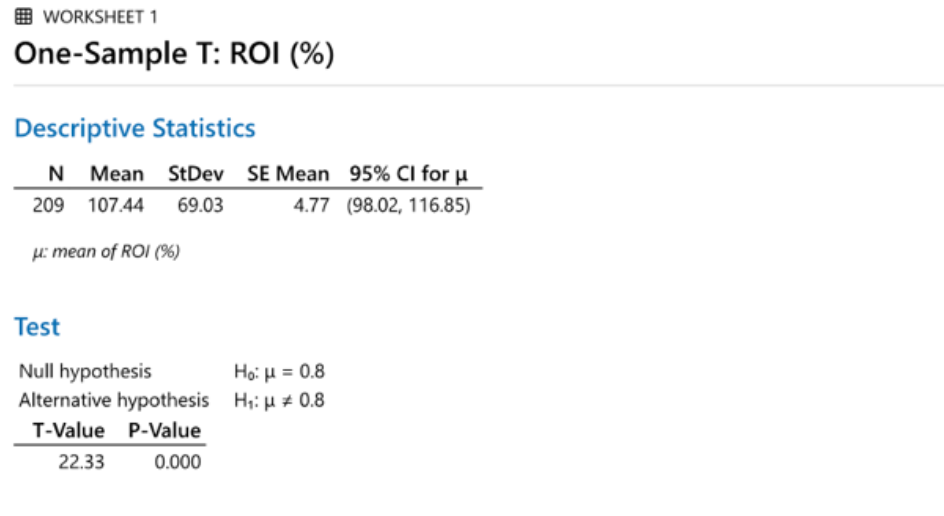 WORKSHEET 1
One-Sample T: ROI (%)
Descriptive Statistics
N Mean StDev SE Mean 95% CI for μ
209 107.44 69.03 4.77 (98.02, 116.85)
μ: mean of ROI (%)
Test
Null hypothesis H₀: μ = 0.8
Alternative hypothesis H₁: μ ≠ 0.8
T-Value P-Value
22.33 0.000